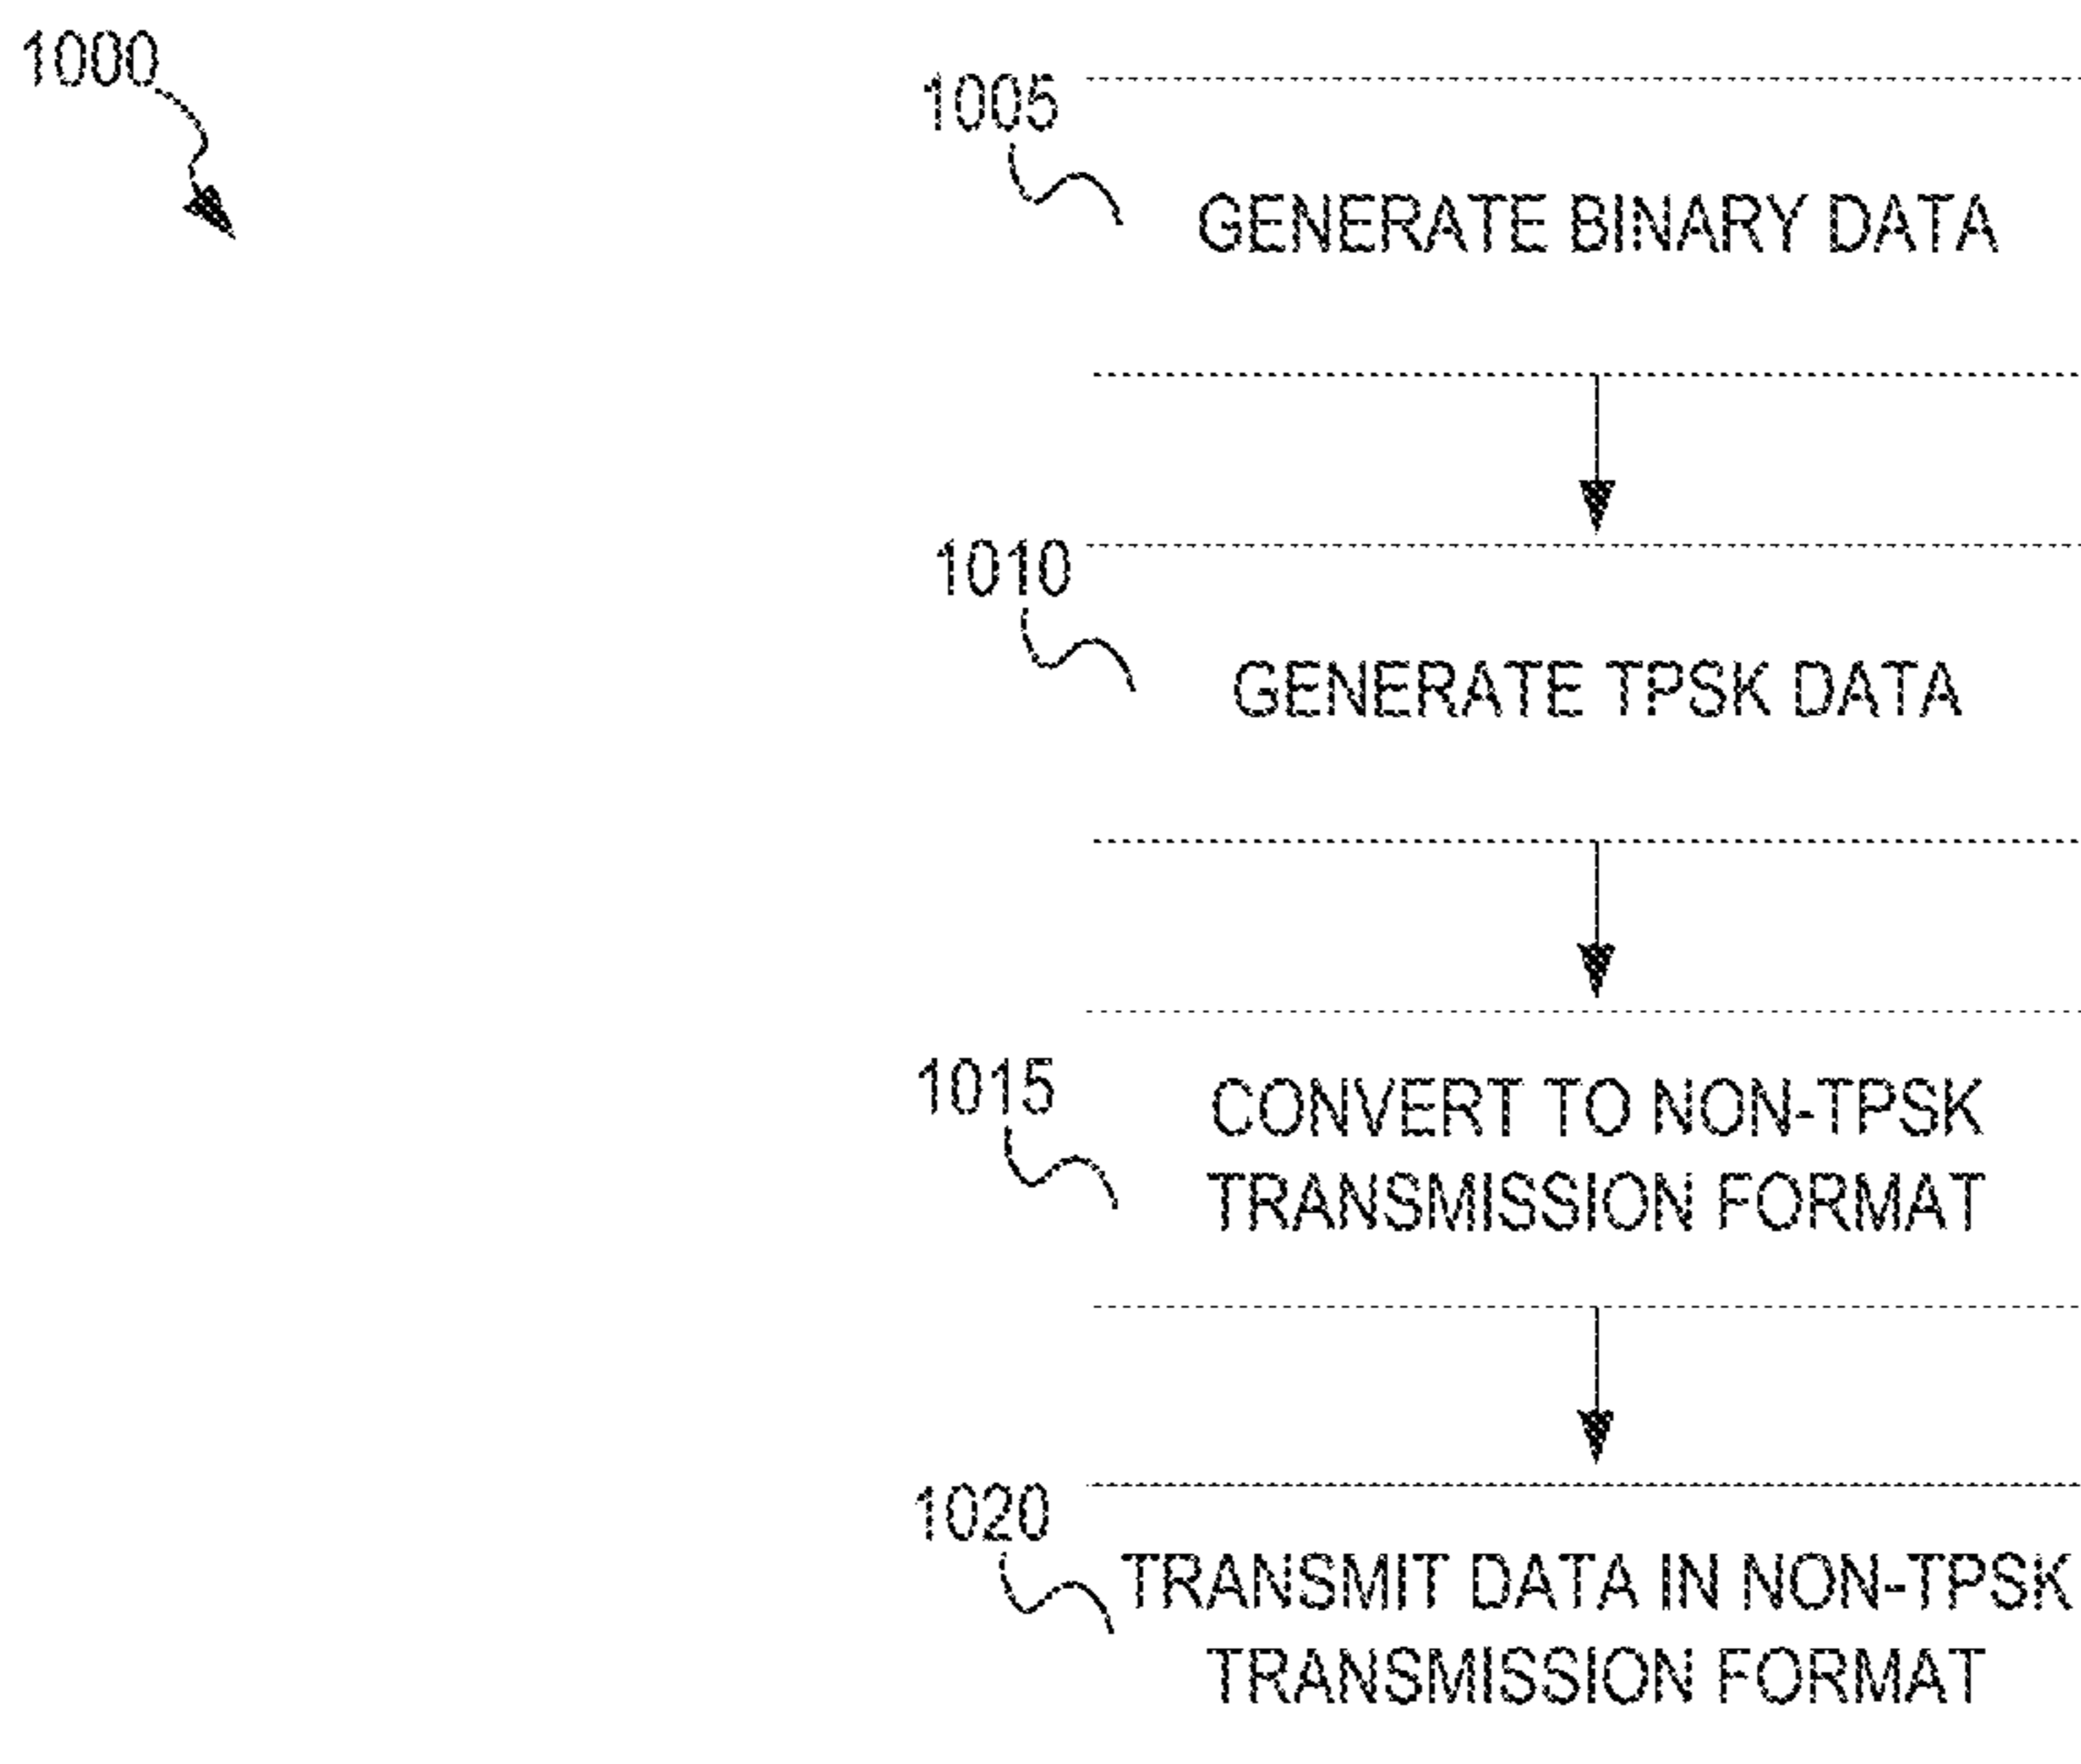 1000
1005
GENERATE BINARY DATA
1010
GENERATE TPSK DATA
1015
CONVERT TO NON-TPSK
TRANSMISSION FORMAT
1020
TRANSMIT DATA IN NON-TPSK
TRANSMISSION FORMAT